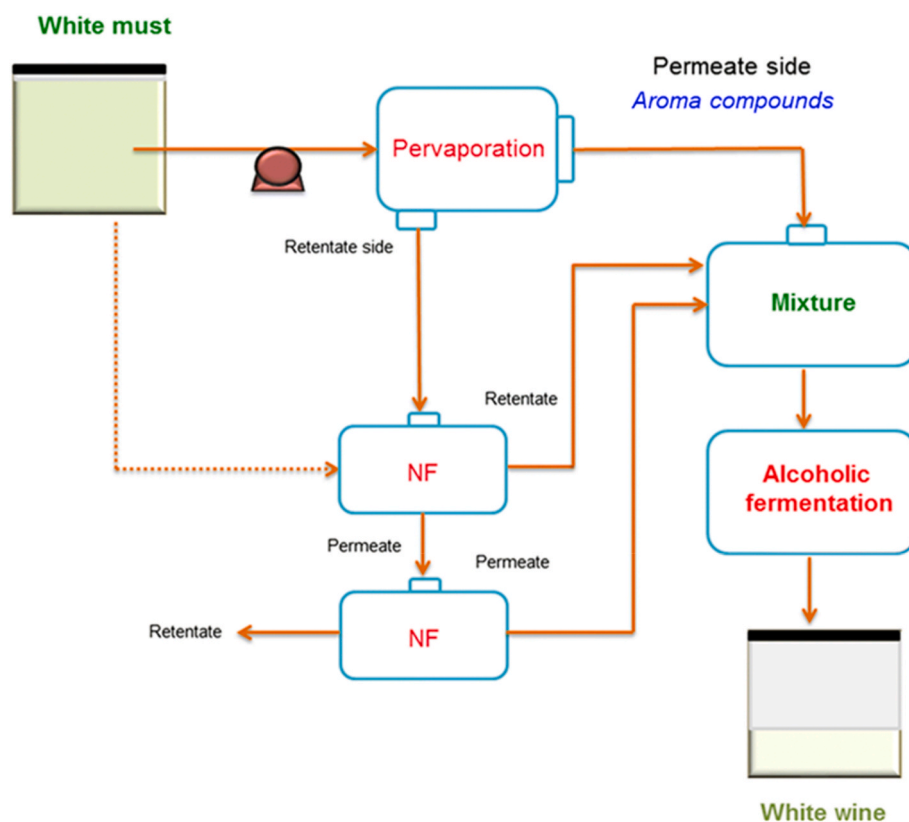 White must
Permeate side
Aroma compounds
Pervaporation
Retentate side
Mixture
Retentate
NF
Alcoholic
fermentation
Permeate
Permeate
NF
Retentate
White wine